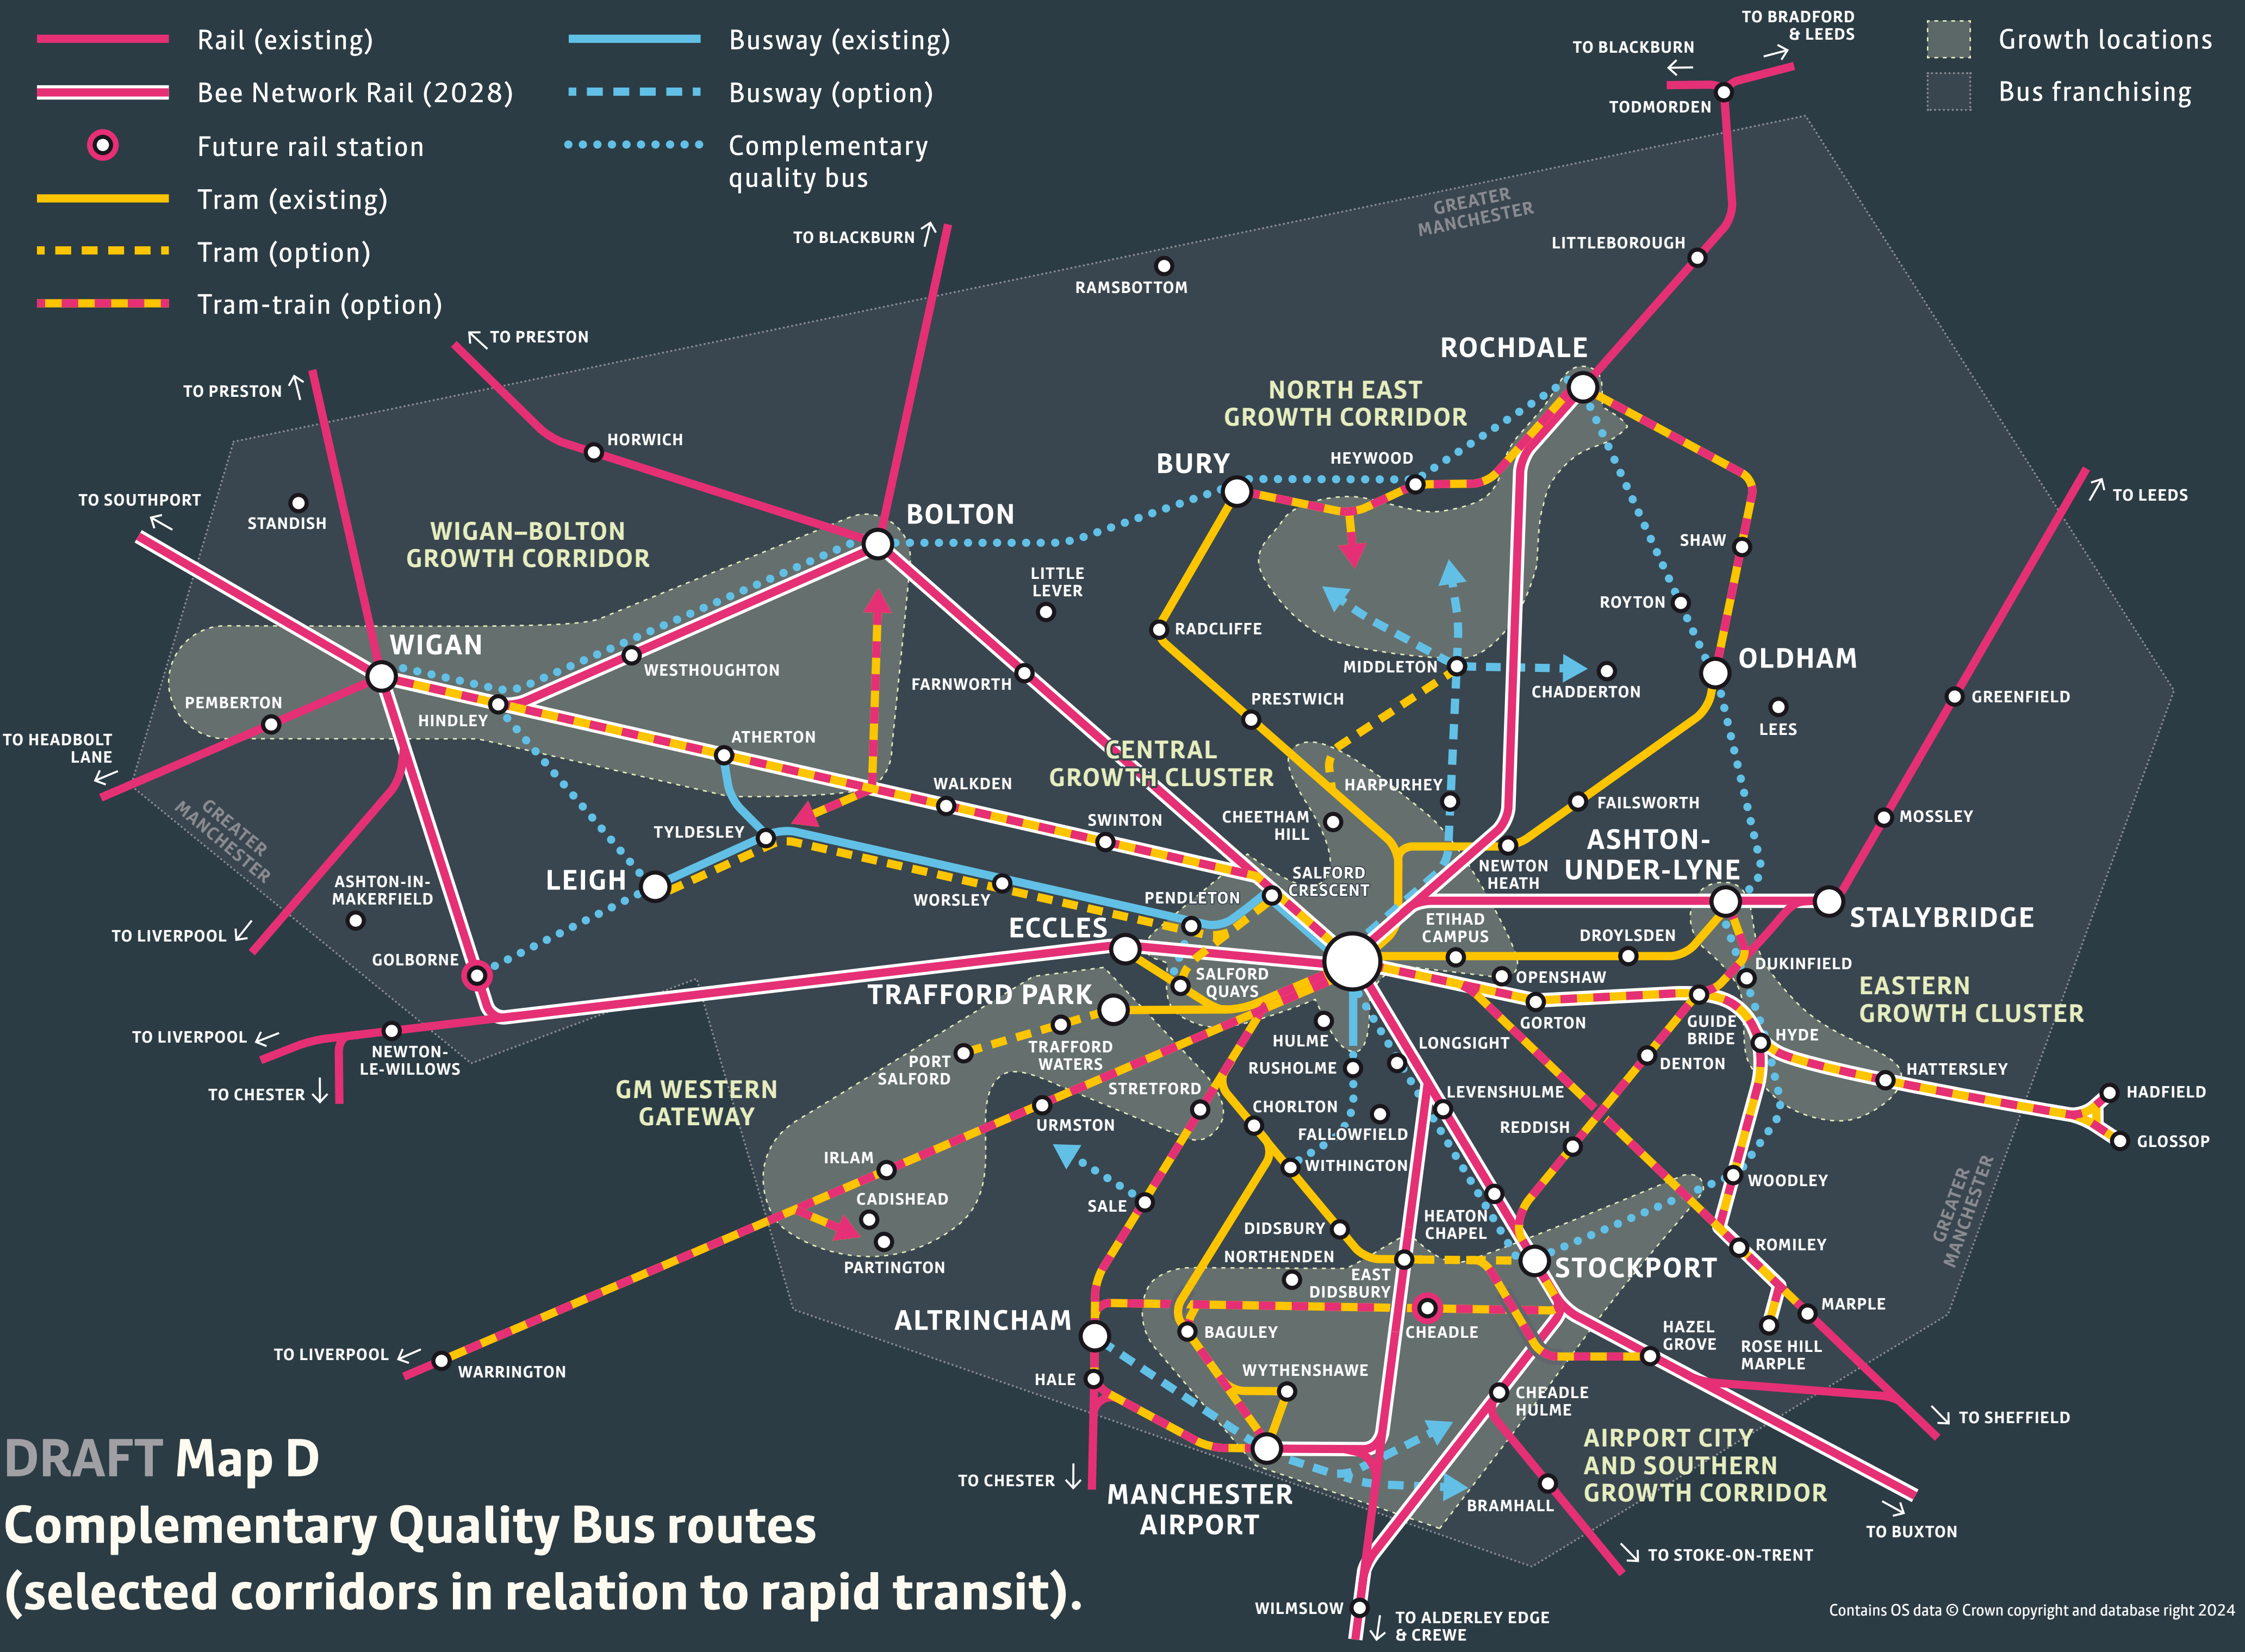 Rail (existing)
Bee Network Rail (2028)
Future rail station
Tram (existing)
Tram (option)
Tram-train (option)
Busway (existing)
Busway (option)
Complementary
quality bus
Growth locations
Bus franchising
TO BRADFORD
& LEEDS
TO BLACKBURN
TODMORDEN
GREATER
MANCHESTER
LITTLEBOROUGH
TO BLACKBURN
RAMSBOTTOM
TO PRESTON
TO PRESTON
ROCHDALE
NORTH EAST
GROWTH CORRIDOR
HORWICH
HEYWOOD
BURY
TO SOUTHPORT
STANDISH
WIGAN–BOLTON
GROWTH CORRIDOR
BOLTON
TO LEEDS
SHAW
LITTLE
LEVER
ROYTON
RADCLIFFE
WIGAN
WESTHOUGHTON
FARNWORTH
MIDDLETON
CHADDERTON
OLDHAM
GREENFIELD
PEMBERTON
HINDLEY
PRESTWICH
LEES
TO HEADBOLT
LANE
ATHERTON
CENTRAL
GROWTH CLUSTER
GREATER
MANCHESTER
WALKDEN
HARPURHEY
FAILSWORTH
SWINTON
CHEETHAM
HILL
MOSSLEY
TYLDESLEY
ASHTON-
UNDER-LYNE
NEWTON
HEATH
SALFORD
CRESCENT
LEIGH
ASHTON-IN-
MAKERFIELD
WORSLEY
PENDLETON
STALYBRIDGE
ECCLES
ETIHAD
CAMPUS
DROYLSDEN
TO LIVERPOOL
GOLBORNE
DUKINFIELD
SALFORD
QUAYS
OPENSHAW
TRAFFORD PARK
EASTERN
GROWTH CLUSTER
GORTON
GUIDE
BRIDE
HYDE
TO LIVERPOOL
NEWTON-
LE-WILLOWS
TRAFFORD
WATERS
PORT
SALFORD
HULME
LONGSIGHT
RUSHOLME
DENTON
HATTERSLEY
TO CHESTER
GM WESTERN
GATEWAY
STRETFORD
LEVENSHULME
HADFIELD
URMSTON
CHORLTON
FALLOWFIELD
REDDISH
GLOSSOP
IRLAM
WITHINGTON
WOODLEY
CADISHEAD
SALE
DIDSBURY
HEATON
CHAPEL
GREATER
MANCHESTER
PARTINGTON
NORTHENDEN
EAST
DIDSBURY
STOCKPORT
ROMILEY
ALTRINCHAM
BAGULEY
CHEADLE
MARPLE
HAZEL
GROVE
ROSE HILL
MARPLE
TO LIVERPOOL
WARRINGTON
HALE
WYTHENSHAWE
CHEADLE
HULME
TO SHEFFIELD
AIRPORT CITY
AND SOUTHERN
GROWTH CORRIDOR
TO CHESTER
MANCHESTER
AIRPORT
BRAMHALL
TO BUXTON
TO STOKE-ON-TRENT
WILMSLOW
TO ALDERLEY EDGE
& CREWE
DRAFT Map D
Complementary Quality Bus routes
(selected corridors in relation to rapid transit).
Contains OS data © Crown copyright and database right 2024